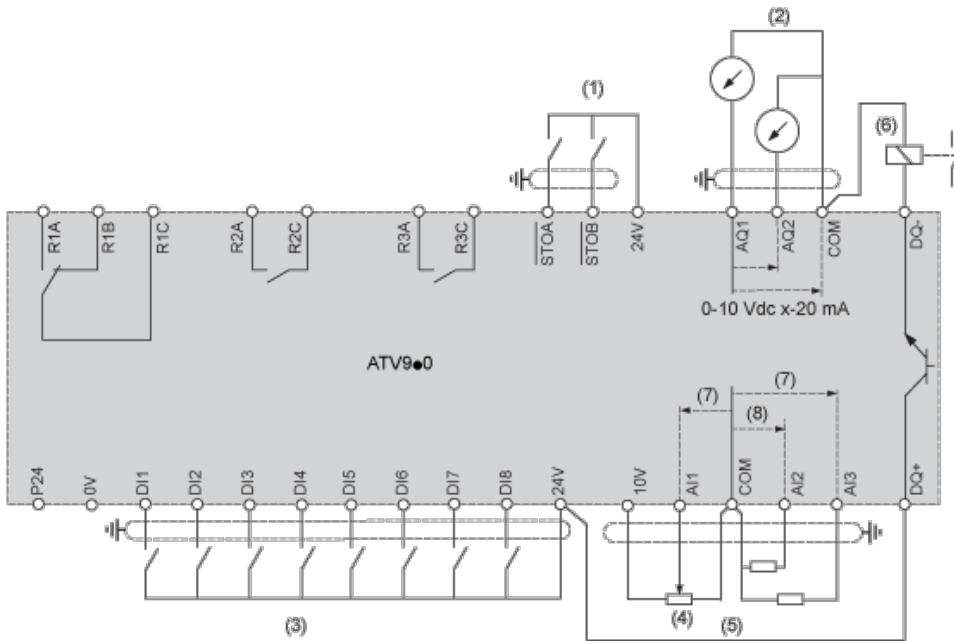 (2)
(1)
(6)
R1A
R1B
R1C
R2A
R2C
R3A
R3C
STOA
STOB
24V
AQ1
AQ2
COM
DQ-
0-10 Vdc x-20 mA
ATV9●0
(7)
(7)
(8)
P24
0V
DI1
DI2
DI3
DI4
DI5
DI6
DI7
DI8
24V
10V
AI1
COM
AI2
AI3
DQ+
(3)
(4)
(5)